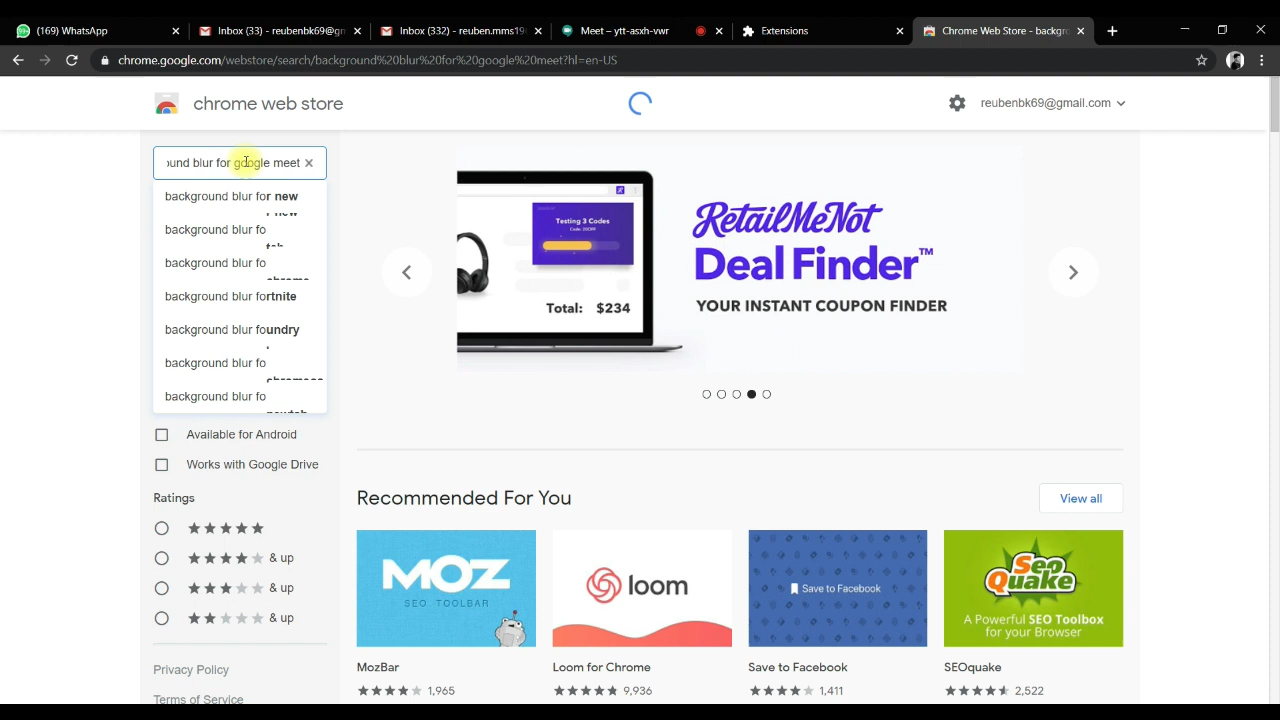 (169) WhatsApp
Inbox (33) - reubenbk69@gm
Inbox (332) - reuben.mms19
Meet – ytt-asxh-vwr
Extensions
Chrome Web Store - backgro
chrome.google.com/webstore/search/background%20blur%20for%20google%20meet?hl=en-US
chrome web store
reubenbk69@gmail.com
ound blur for google meet
background blur for new
background blur fo
background blur fo
background blur fortnite
background blur foundry
background blur fo
background blur fo
Available for Android
Works with Google Drive
Ratings
& up
& up
& up
Privacy Policy
Terms of Service
Testing 3 Codes
Code: 20OFF
Total: $234
RetailMeNot
Deal Finder™
YOUR INSTANT COUPON FINDER
Recommended For You
View all
MOZ
SEO TOOLBAR
loom
Save to Facebook
SeoQuake
A Powerful SEO Toolbox
for your Browser
MozBar
Loom for Chrome
Save to Facebook
SEOquake
1,965
9,936
1,411
2,522